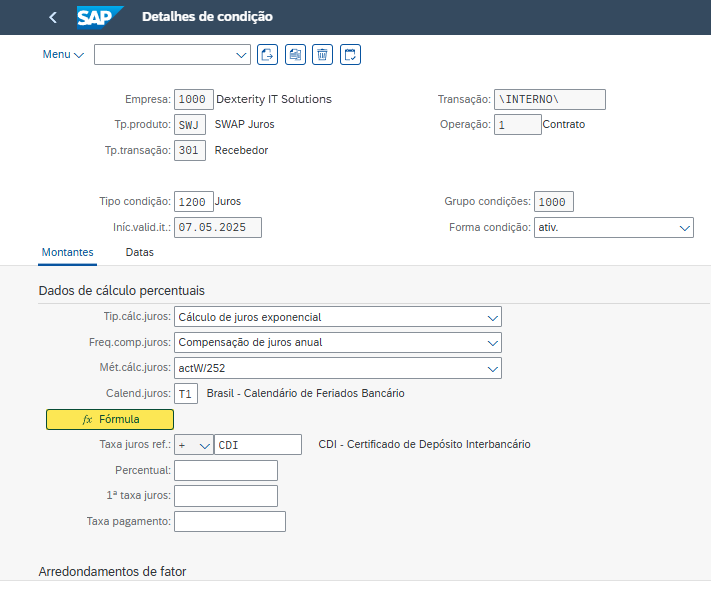 SAP Detalhes de condição
Menu
Empresa: 1000 Dexterity IT Solutions Transação: \INTERNO\
Tp.produto: SWJ SWAP Juros Operação: 1 Contrato
Tp.transação: 301 Recebedor
Tipo condição: 1200 Juros Grupo condições: 1000
Iníc.valid.it.: 07.05.2025 Forma condição: ativ.
Montantes Datas
Dados de cálculo percentuais
Tip.cálc.juros: Cálculo de juros exponencial
Freq.comp.juros: Compensação de juros anual
Mét.cálc.juros: actW/252
Calend.juros: T1 Brasil - Calendário de Feriados Bancário
fx Fórmula
Taxa juros ref.: + CDI CDI - Certificado de Depósito Interbancário
Percentual:
1ª taxa juros:
Taxa pagamento:
Arredondamentos de fator